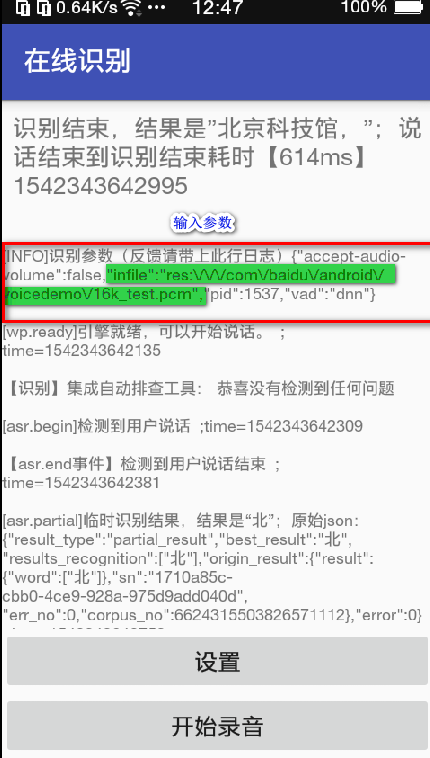 0.64K/s ••• 12:47 100%
在线识别
识别结束，结果是”北京科技馆，”；说
话结束到识别结束耗时【614ms】
1542343642995
输入参数
INFO]识别参数（反馈请带上此行日志）{"accept-audio-
volume":false,"infile":"res:\/\/\/com\/baidu\/android\/
voicedemo\/16k_test.pcm","pid":1537,"vad":"dnn"}
[wp.ready]引擎就绪，可以开始说话。 ；
time=1542343642135
【识别】集成自动排查工具： 恭喜没有检测到任何问题
[asr.begin]检测到用户说话 ;time=1542343642309
【asr.end事件】检测到用户说话结束 ；
time=1542343642381
[asr.partial]临时识别结果，结果是“北”；原始json：
{"result_type":"partial_result","best_result":"北",
"results_recognition":["北"],"origin_result":{"result":
{"word":["北"]},"sn":"1710a85c-
cbb0-4ce9-928a-975d9add040d",
"err_no":0,"corpus_no":6624315503826571112},"error":0}
设置
开始录音